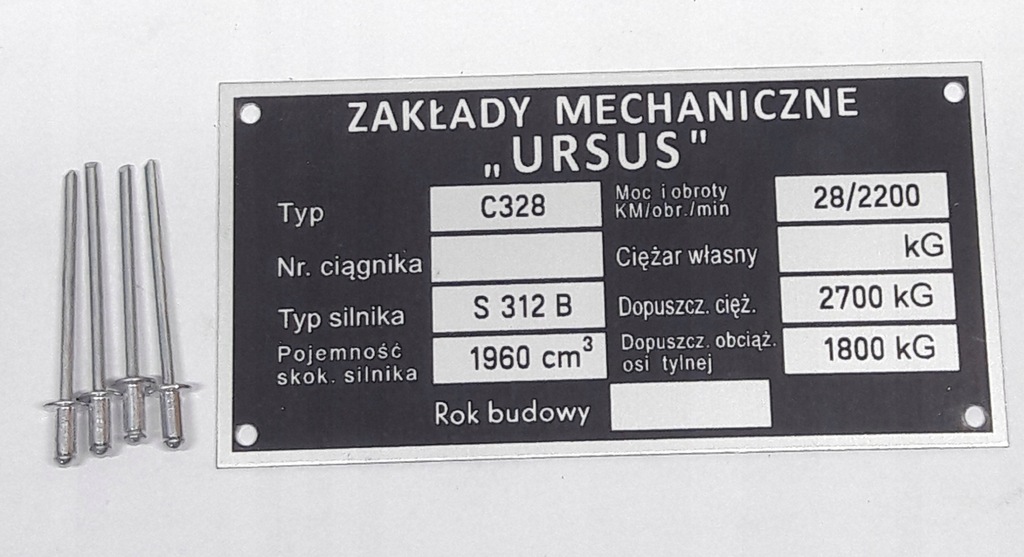 ZAKŁADY MECHANICZNE
„URSUS"
Typ C328
Nr. ciągnika
Typ silnika S 312 B
Pojemność
skok. silnika 1960 cm³
Moc i obroty
KM/obr./min 28/2200
Ciężar własny kG
Dopuszcz. cięż. 2700 kG
Dopuszcz. obciąż.
osi tylnej 1800 kG
Rok budowy